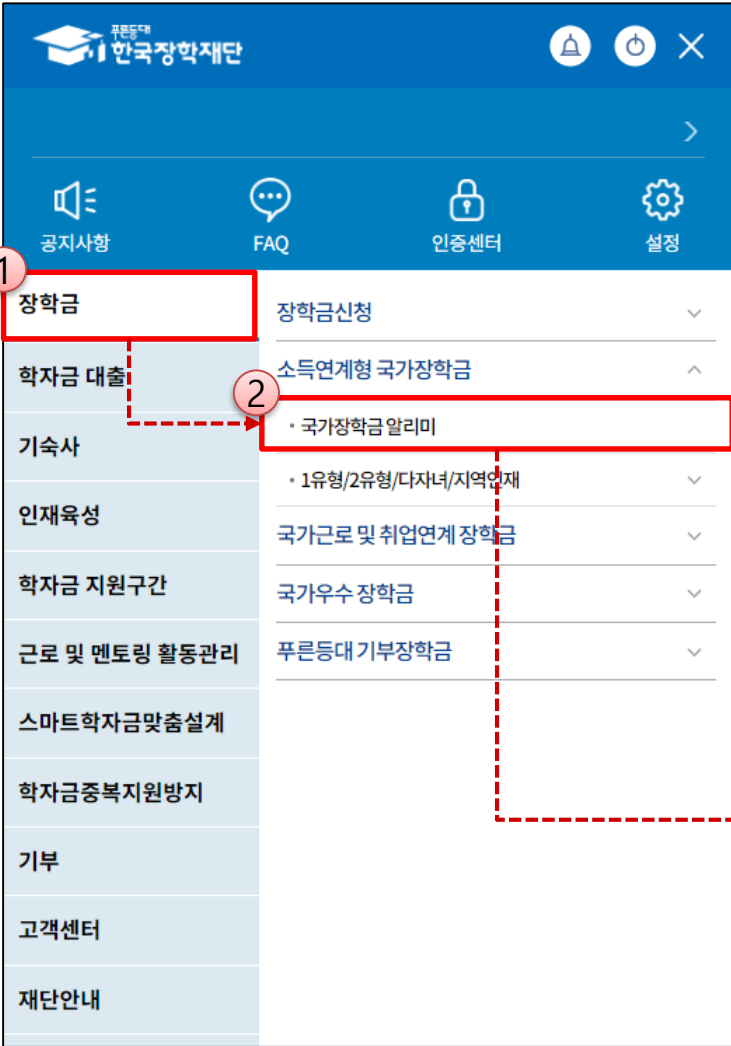 푸른등대
한국장학재단
공지사항
FAQ
인증센터
설정
1
장학금
학자금 대출
기숙사
인재육성
학자금 지원구간
근로 및 멘토링 활동관리
스마트학자금맞춤설계
학자금중복지원방지
기부
고객센터
재단안내
장학금신청
소득연계형 국가장학금
2
• 국가장학금 알리미
• 1유형/2유형/다자녀/지역인재
국가근로 및 취업연계 장학금
국가우수 장학금
푸른등대 기부장학금